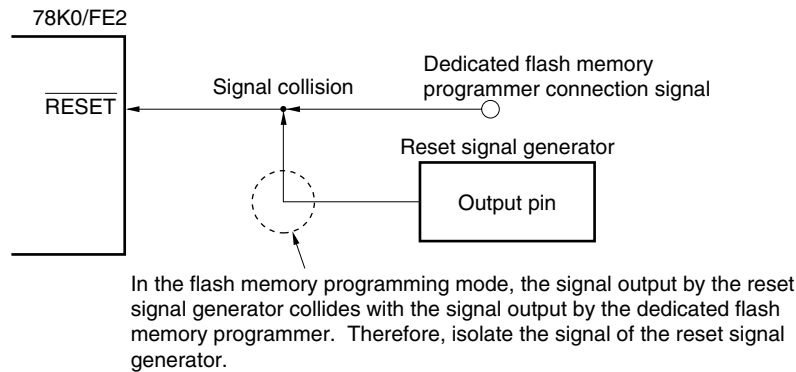 78K0/FE2
Dedicated flash memory
programmer connection signal
Signal collision
RESET
Reset signal generator
Output pin
In the flash memory programming mode, the signal output by the reset
signal generator collides with the signal output by the dedicated flash
memory programmer.  Therefore, isolate the signal of the reset signal
generator.